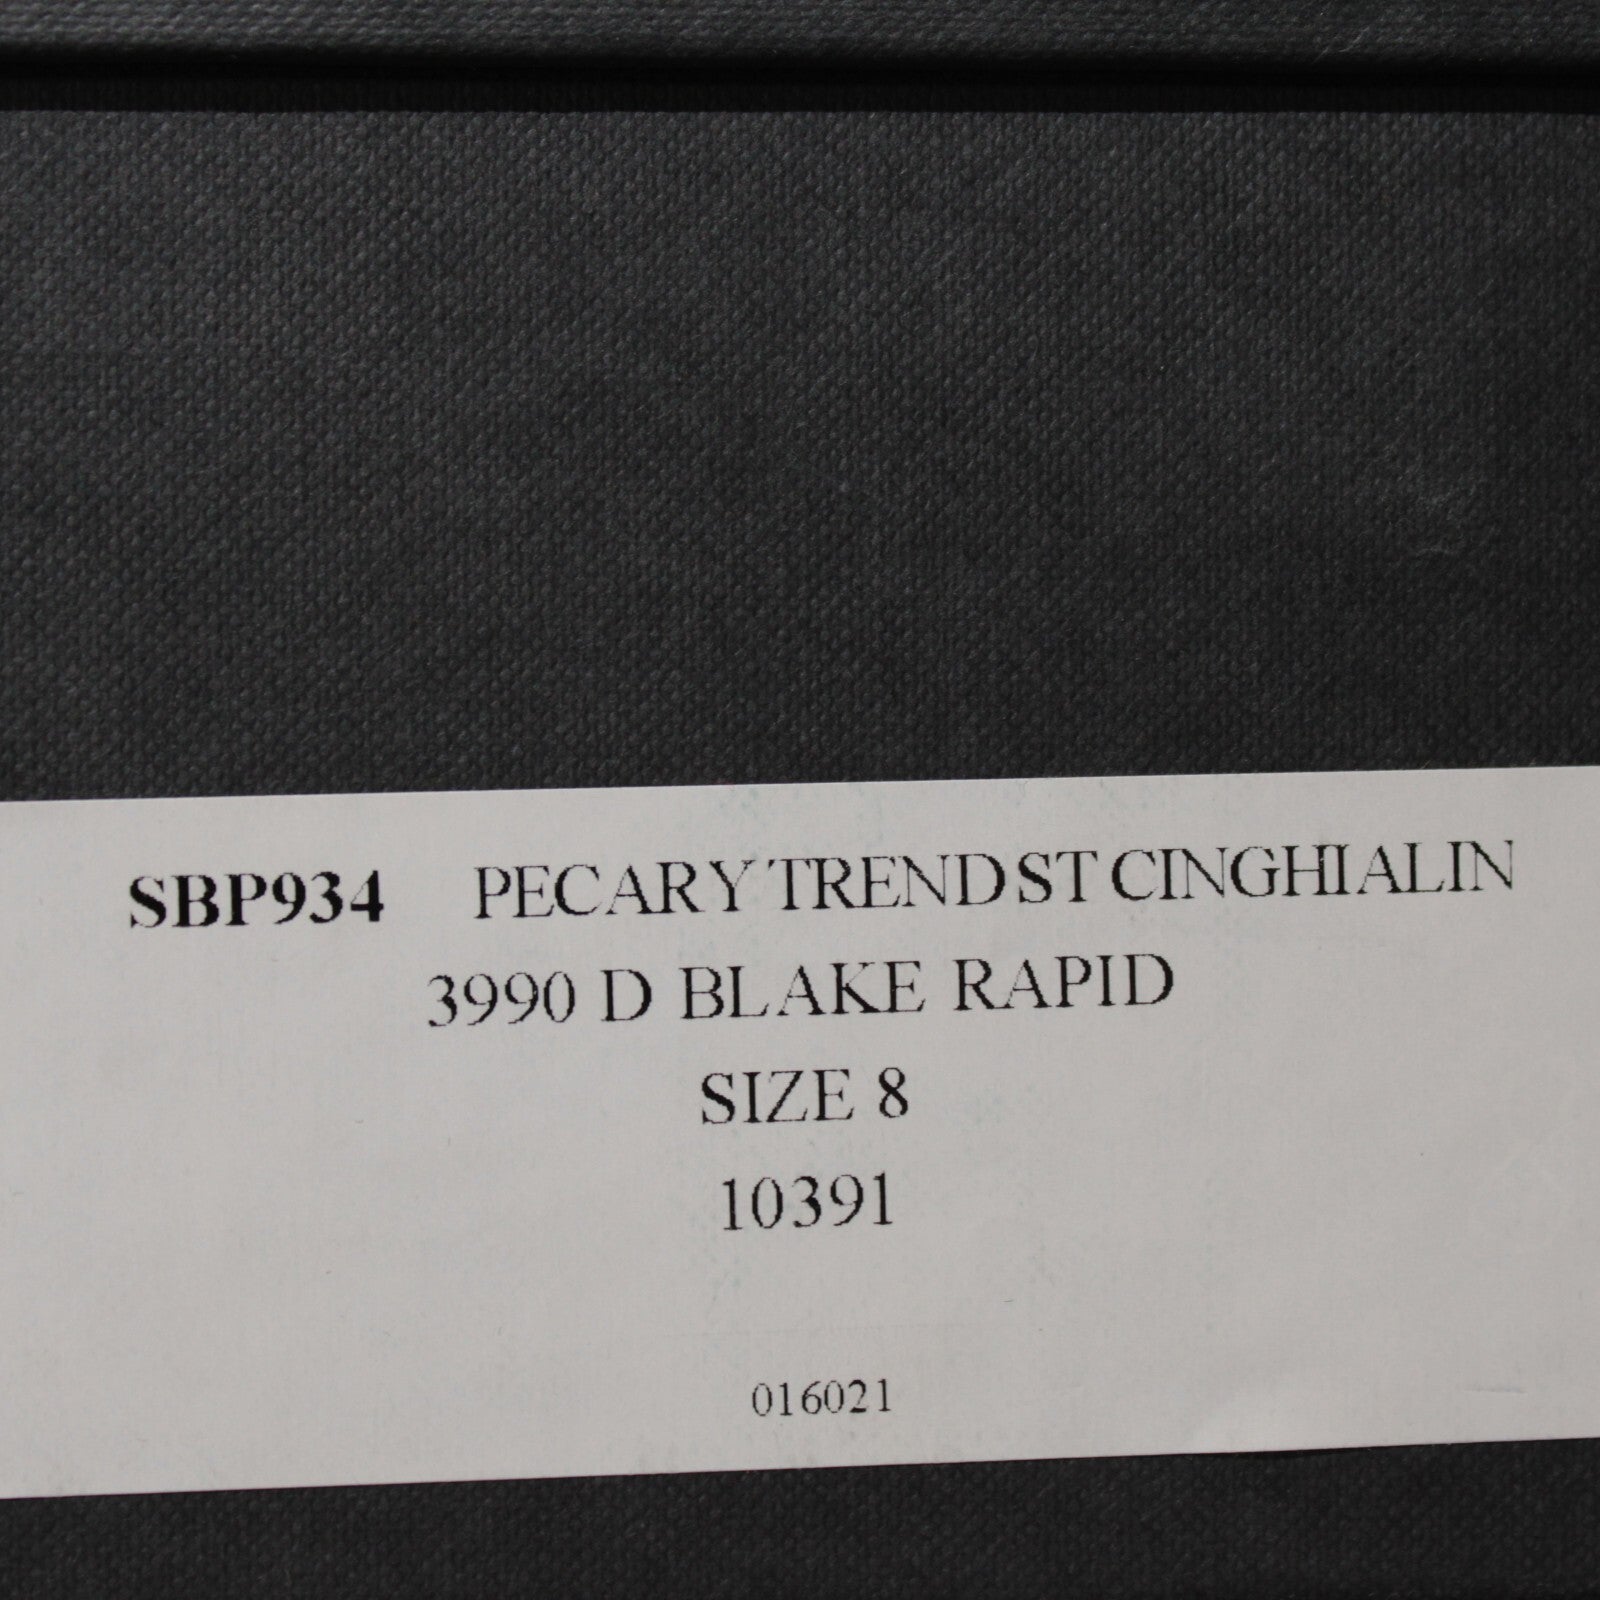 SBP934 PECARY TREND ST CINGHIALIN
3990 D BLAKE RAPID
SIZE 8
10391
016021